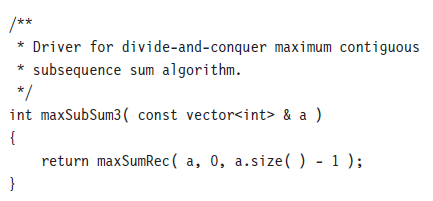 /**
 * Driver for divide-and-conquer maximum contiguous
 * subsequence sum algorithm.
 */
int maxSubSum3( const vector<int> & a )
{
    return maxSumRec( a, 0, a.size( ) - 1 );
}